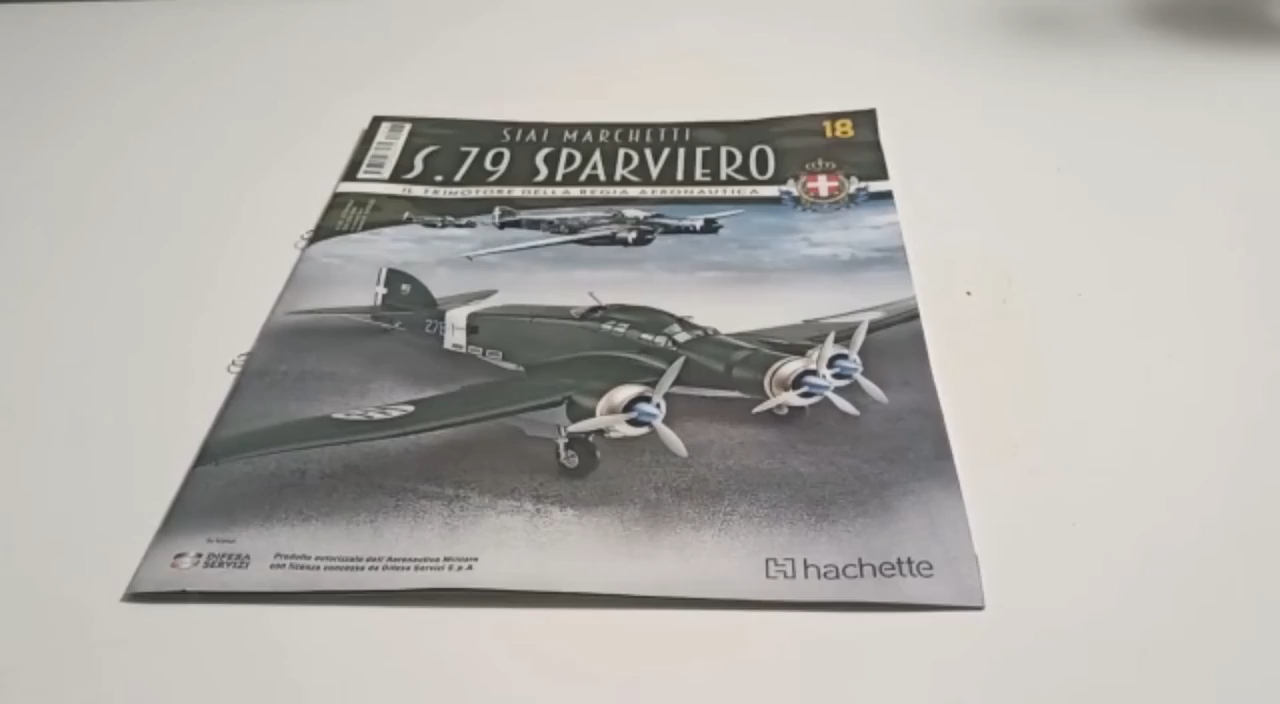 18
SIAI MARCHETTI
S.79 SPARVIERO
IL TRIMOTORE DELLA REGIA AERONAUTICA
DIFESA
SERVIZI
Prodotto autorizzato dall'Aeronautica Militare
con licenza concessa da Difesa Servizi S.p.A
hachette